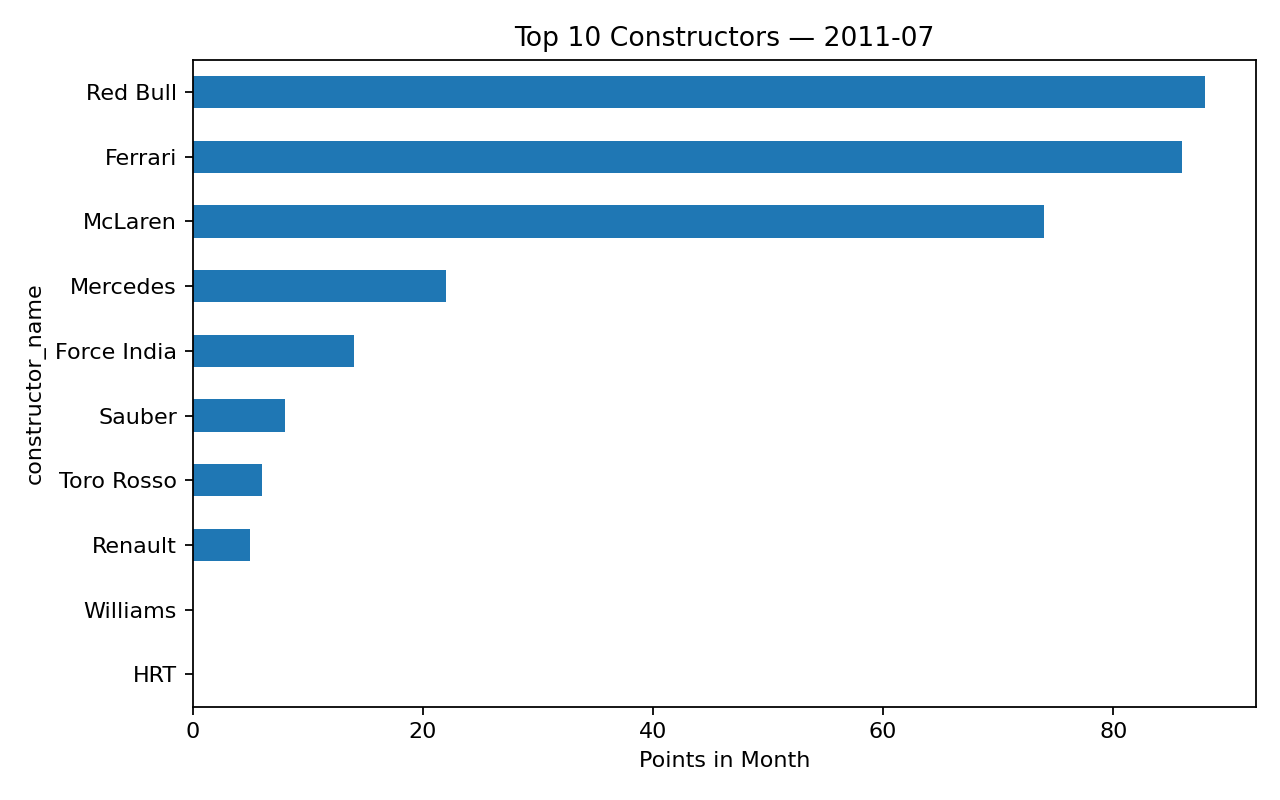 Top 10 Constructors — 2011-07
Red Bull
Ferrari
McLaren
Mercedes
Force India
Sauber
Toro Rosso
Renault
Williams
HRT
constructor_name
0 20 40 60 80
Points in Month